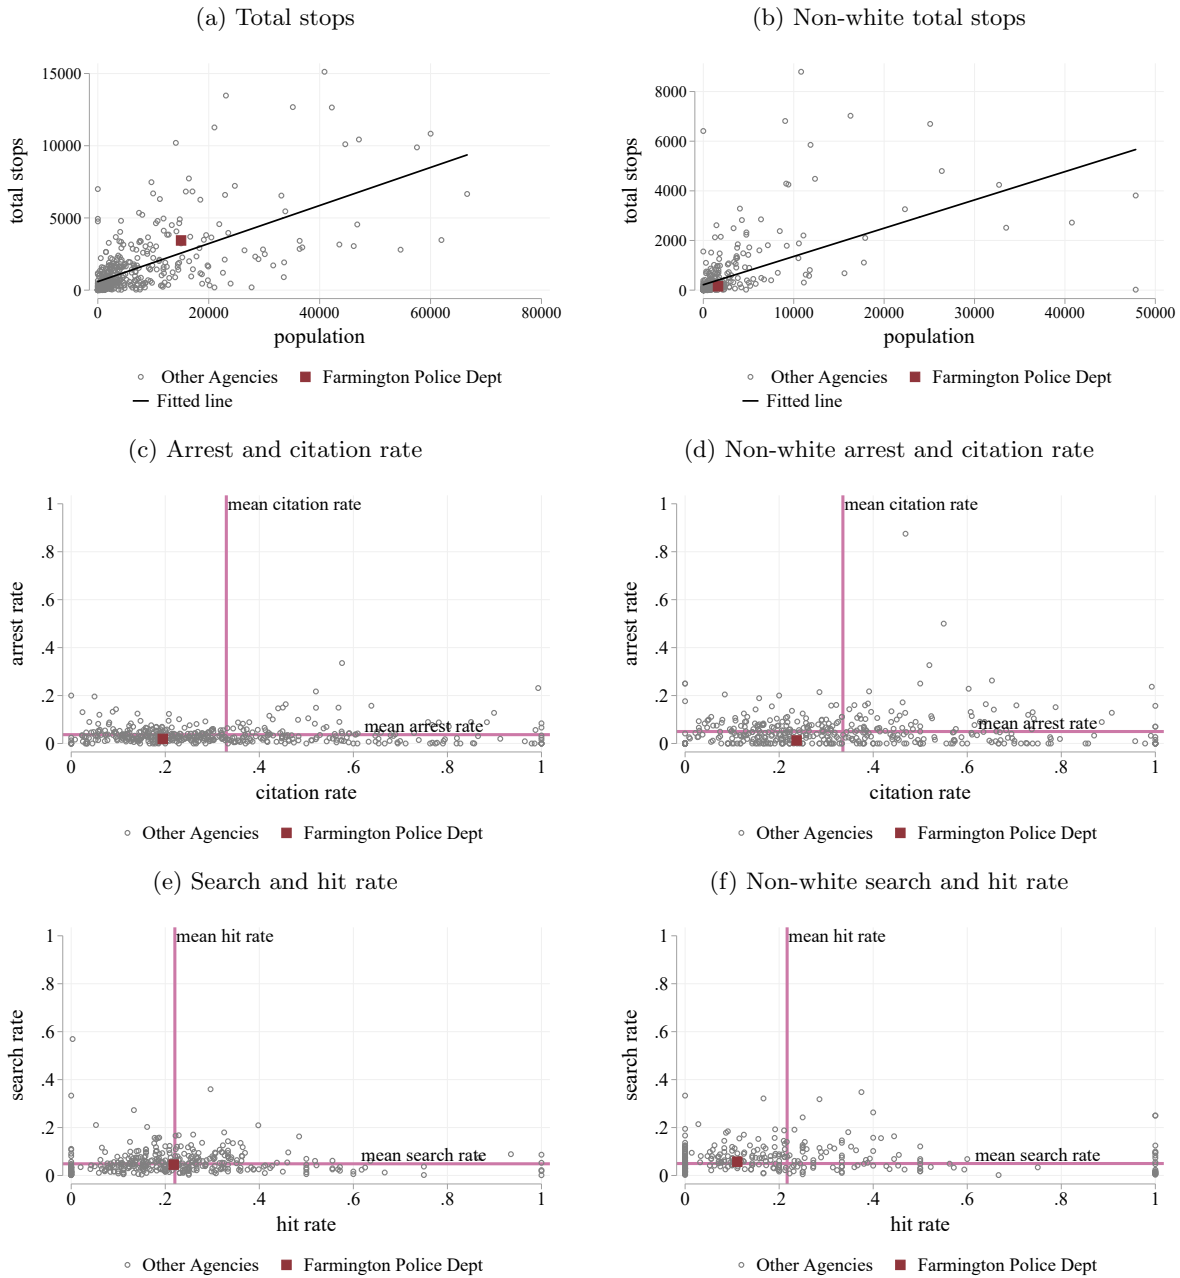 (a) Total stops
(b) Non-white total stops
15000
10000
5000
0
total stops
0
20000
40000
60000
80000
population
Other Agencies
Farmington Police Dept
Fitted line
8000
6000
4000
2000
0
total stops
0
10000
20000
30000
40000
50000
population
Other Agencies
Farmington Police Dept
Fitted line
(c) Arrest and citation rate
(d) Non-white arrest and citation rate
1
.8
.6
.4
.2
0
arrest rate
mean citation rate
mean arrest rate
0
.2
.4
.6
.8
1
citation rate
Other Agencies
Farmington Police Dept
1
.8
.6
.4
.2
0
arrest rate
mean citation rate
mean arrest rate
0
.2
.4
.6
.8
1
citation rate
Other Agencies
Farmington Police Dept
(e) Search and hit rate
(f) Non-white search and hit rate
1
.8
.6
.4
.2
0
search rate
mean hit rate
mean search rate
0
.2
.4
.6
.8
1
hit rate
Other Agencies
Farmington Police Dept
1
.8
.6
.4
.2
0
search rate
mean hit rate
mean search rate
0
.2
.4
.6
.8
1
hit rate
Other Agencies
Farmington Police Dept